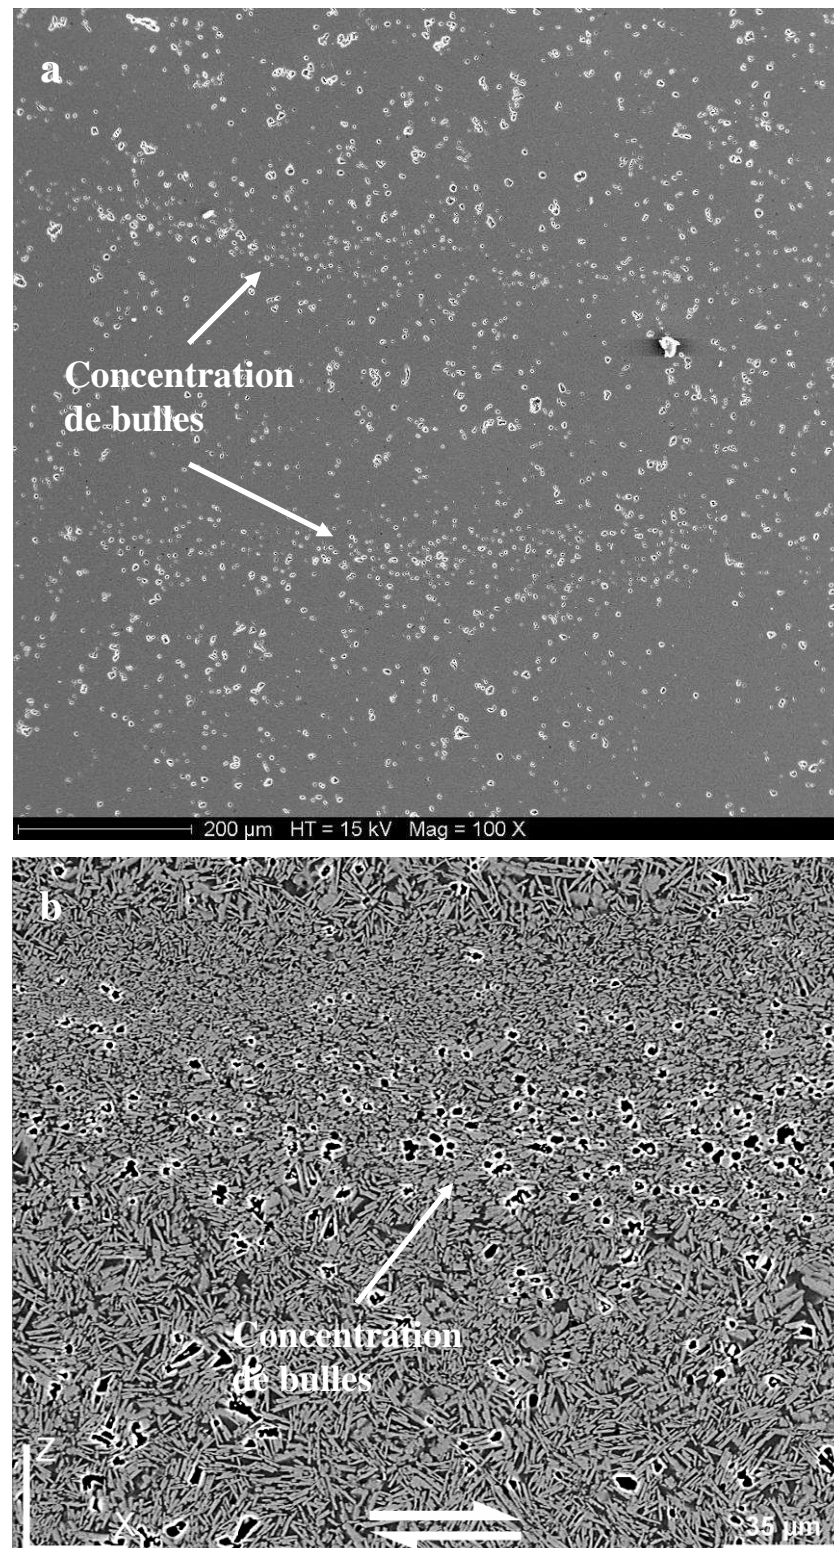 a
Concentration
de bulles
200 µm HT = 15 kV Mag = 100 X
b
Concentration
de bulles
Z
X
35 µm